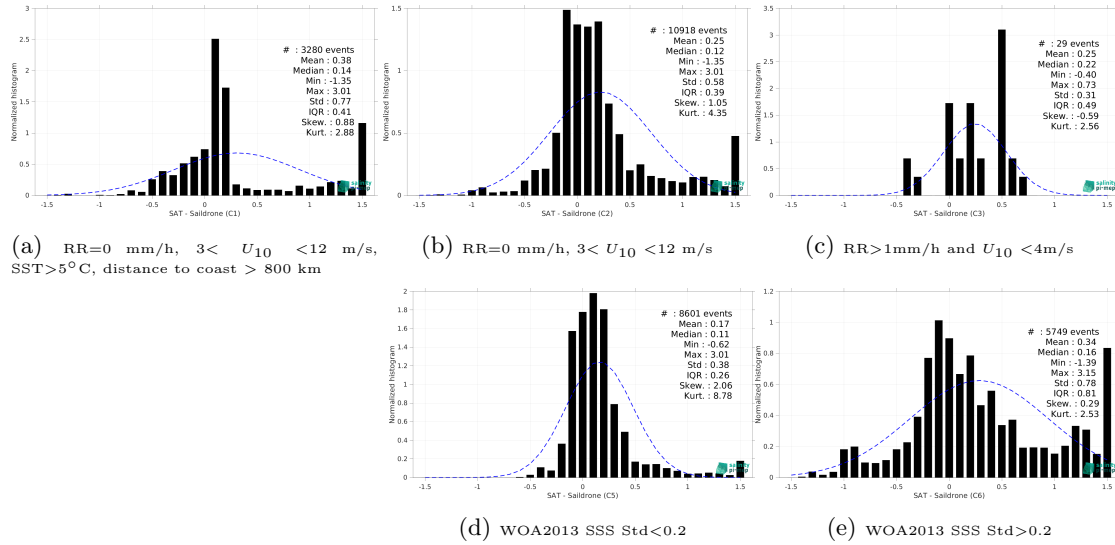 3
2.5
2
1.5
1
0.5
0
-1.5 -1 -0.5 0 0.5 1 1.5
Normalized histogram
SAT - Saildrone (C1)
# : 3280 events
Mean : 0.38
Median : 0.14
Min : -1.35
Max : 3.01
Std : 0.77
IQR : 0.41
Skew. : 0.88
Kurt. : 2.88
salinity
(a) RR=0 mm/h, 3< U10 <12 m/s, SST>5°C, distance to coast > 800 km
1.5
1
0.5
0
-1.5 -1 -0.5 0 0.5 1 1.5
Normalized histogram
SAT - Saildrone (C2)
# : 10918 events
Mean : 0.25
Median : 0.12
Min : -1.35
Max : 3.01
Std : 0.58
IQR : 0.39
Skew. : 1.05
Kurt. : 4.35
salinity
(b) RR=0 mm/h, 3< U10 <12 m/s
3.5
3
2.5
2
1.5
1
0.5
0
-1.5 -1 -0.5 0 0.5 1 1.5
Normalized histogram
SAT - Saildrone (C3)
# : 29 events
Mean : 0.25
Median : 0.22
Min : -0.40
Max : 0.73
Std : 0.31
IQR : 0.49
Skew. : -0.59
Kurt. : 2.56
salinity
(c) RR>1mm/h and U10 <4m/s
2
1.8
1.6
1.4
1.2
1
0.8
0.6
0.4
0.2
0
-1.5 -1 -0.5 0 0.5 1 1.5
Normalized histogram
SAT - Saildrone (C5)
# : 8601 events
Mean : 0.17
Median : 0.11
Min : -0.62
Max : 3.01
Std : 0.38
IQR : 0.26
Skew. : 2.06
Kurt. : 8.78
salinity
(d) WOA2013 SSS Std<0.2
1.2
1
0.8
0.6
0.4
0.2
0
-1.5 -1 -0.5 0 0.5 1 1.5
Normalized histogram
SAT - Saildrone (C6)
# : 5749 events
Mean : 0.34
Median : 0.16
Min : -1.39
Max : 3.15
Std : 0.78
IQR : 0.81
Skew. : 0.29
Kurt. : 2.53
salinity
(e) WOA2013 SSS Std>0.2